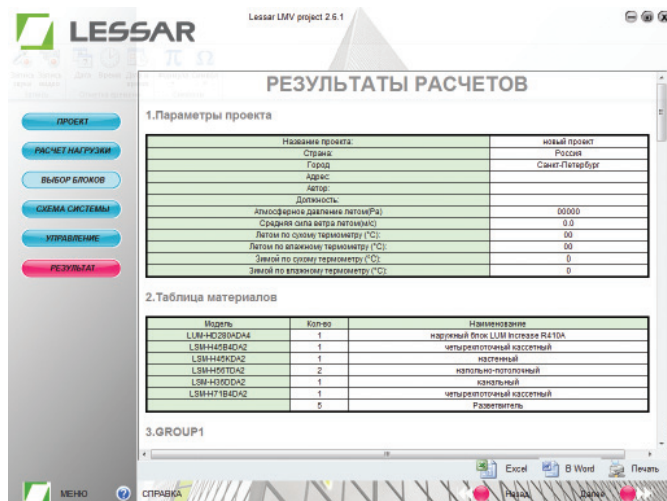 LESSAR
Lessar LMV project 2.6.1
РЕЗУЛЬТАТЫ РАСЧЕТОВ
ПРОЕКТ
РАСЧЕТ НАГРУЗКИ
ВЫБОР БЛОКОВ
СХЕМА СИСТЕМЫ
УПРАВЛЕНИЕ
РЕЗУЛЬТАТ
1.Параметры проекта
Название проекта: новый проект
Страна: Россия
Город Санкт-Петербург
Адрес:
Автор:
Должность:
Атмосферное давление летом(Pa) 00000
Средняя сила ветра летом(м/с) 0.0
Летом по сухому термометру (°C): 00
Летом по влажному термометру (°C): 00
Зимой по сухому термометру (°C): 0
Зимой по влажному термометру (°C): 0
2.Таблица материалов
Модель Кол-во Наименование
LUM-HD280ADA4 1 наружный блок LUM Increase R410A
LSM-H45B4DA2 1 четырехпоточный кассетный
LSM-H45KDA2 1 настенный
LSM-H56TDA2 2 напольно-потолочный
LSM-H36DDA2 1 канальный
LSM-H71B4DA2 1 четырехпоточный кассетный
5 Разветвитель
3.GROUP1
Excel В Word Печать
МЕНЮ ? СПРАВКА Назад Далее